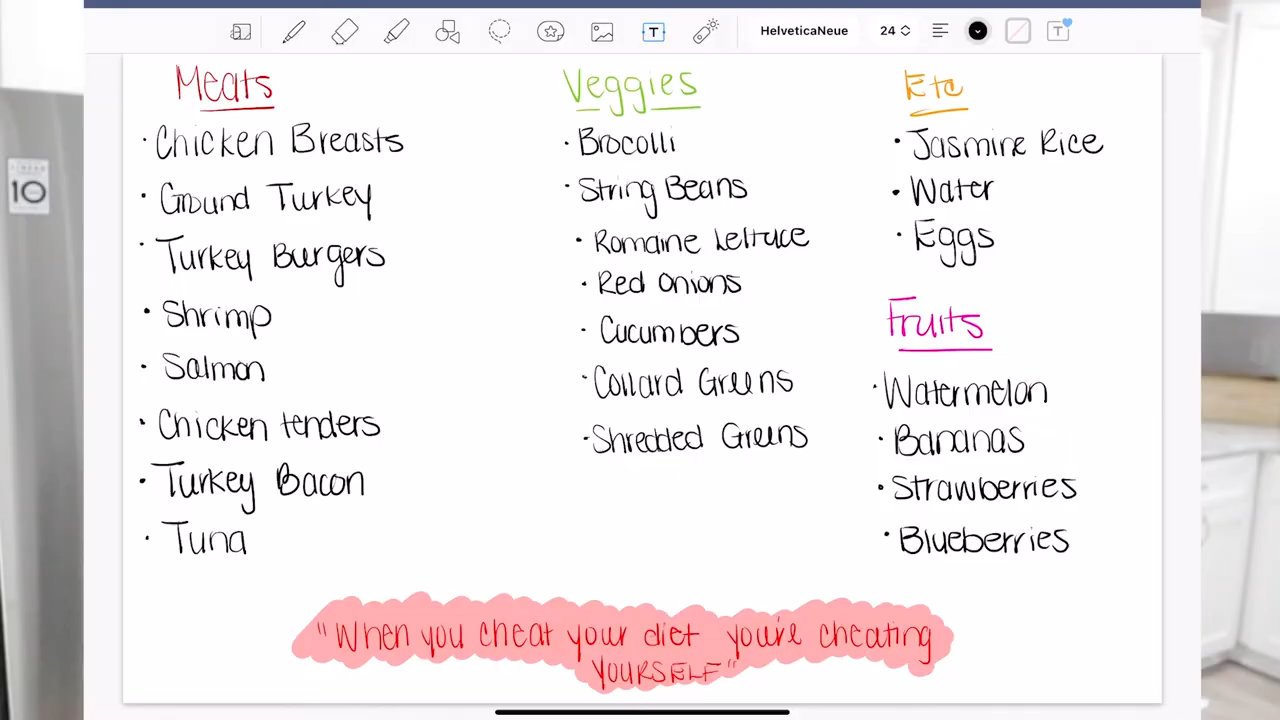 HelveticaNeue 24
T
T
10
Meats
· Chicken Breasts
· Ground Turkey
· Turkey Burgers
· Shrimp
· Salmon
· Chicken tenders
· Turkey Bacon
· Tuna
Veggies
· Brocolli
· String Beans
· Romaine Lettuce
· Red Onions
· Cucumbers
· Collard Greens
· Shredded Greens
Etc
· Jasmine Rice
· Water
· Eggs
Fruits
· Watermelon
· Bananas
· Strawberries
· Blueberries
"When you cheat your diet you're cheating
YOURSELF"